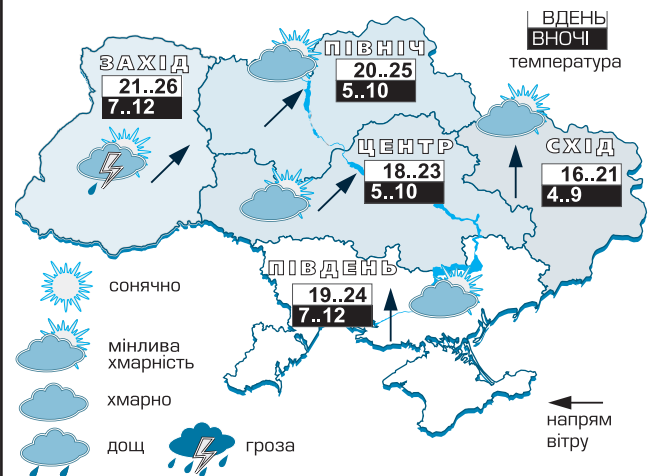 ВДЕНЬ
ВНОЧІ
температура
ПІВНІЧ
20..25
5..10
ЗАХІД
21..26
7..12
ЦЕНТР
18..23
5..10
СХІД
16..21
4..9
ПІВДЕНЬ
19..24
7..12
сонячно
мінлива
хмарність
хмарно
дощ
гроза
напрям
вітру